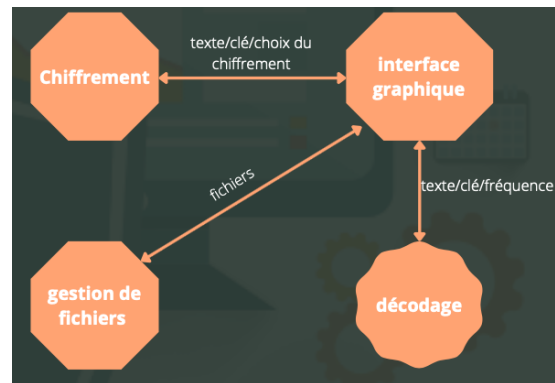 texte/clé/choix du
chiffrement
Chiffrement
interface
graphique
fichiers
texte/clé/fréquence
gestion de
fichiers
décodage